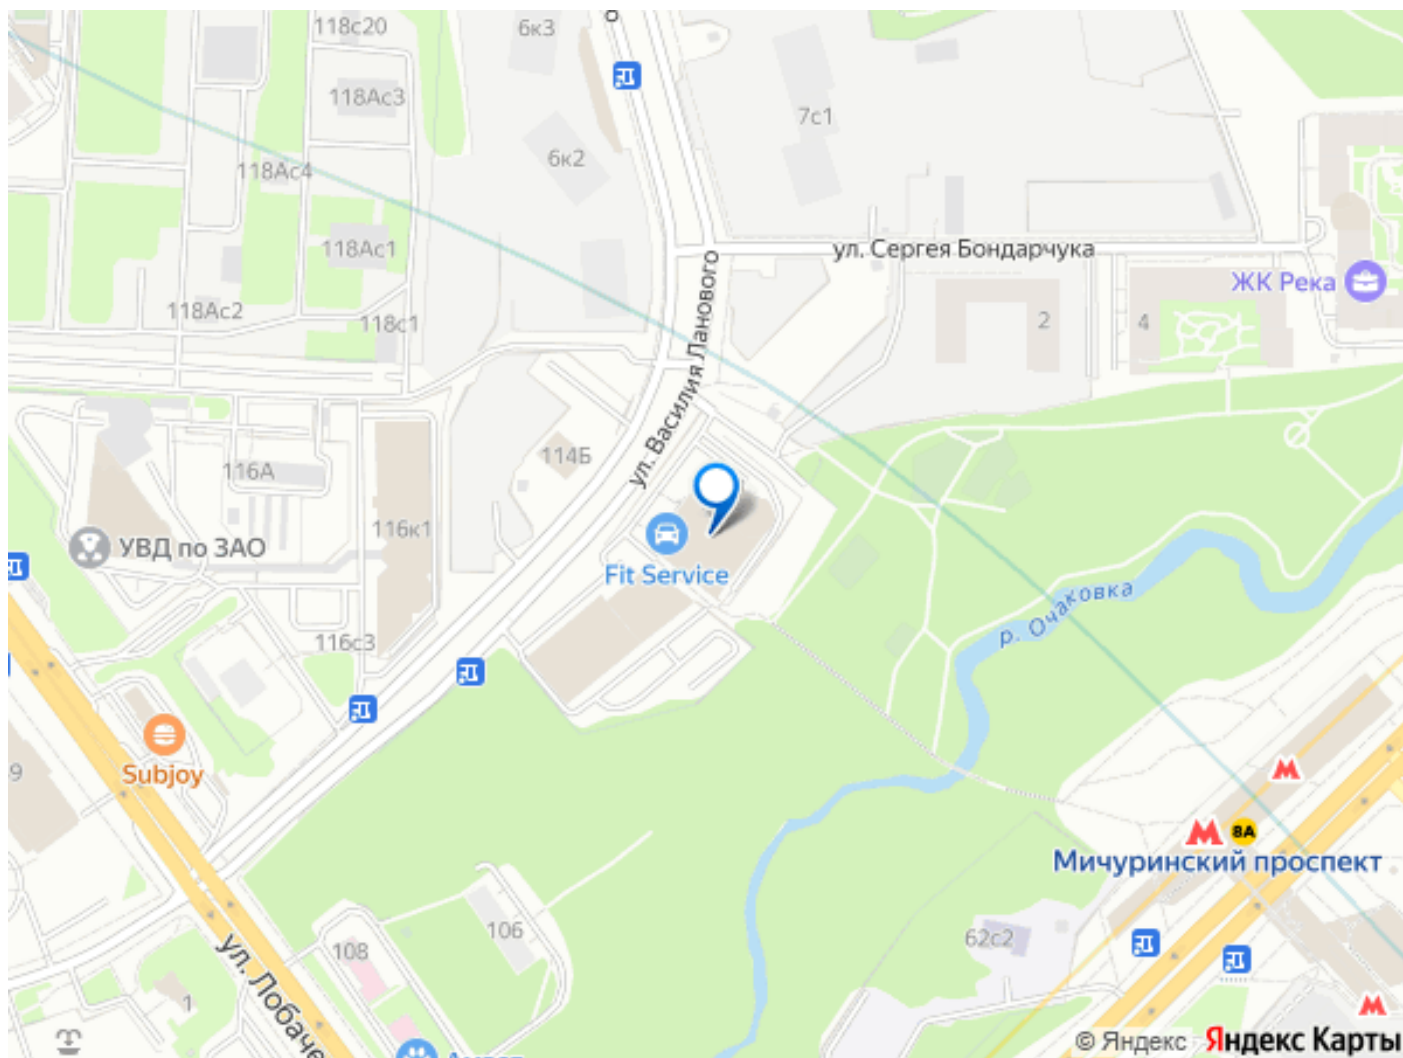 118с20
6к3
118Ас3
7с1
6к2
118Ас4
118Ас1
ул. Сергея Бондарчука
ЖК Река
118Ас2
118с1
2
4
ул. Василия Ланового
114Б
116А
116к1
УВД по ЗАО
Fit Service
р. Очаковка
116с3
9
Subjoy
М
М 8А
Мичуринский проспект
106
62с2
108
ул. Лобаче
1
М
© Яндекс Яндекс Карты